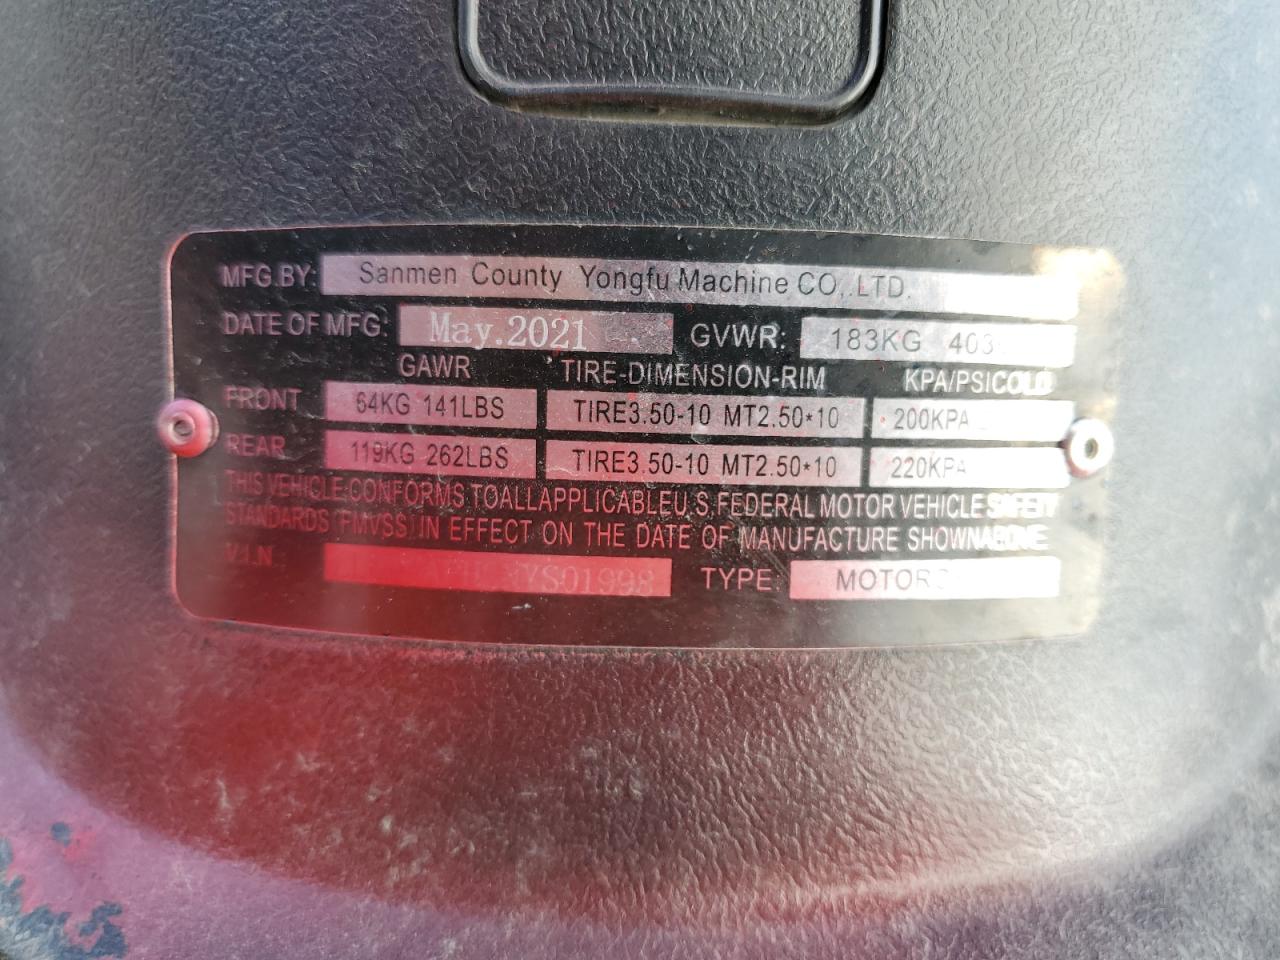 MFG.BY: Sanmen County Yongfu Machine CO,.LTD.
DATE OF MFG: May.2021 GVWR: 183KG 403
GAWR TIRE-DIMENSION-RIM KPA/PSICOLD
FRONT 64KG 141LBS TIRE3.50-10 MT2.50*10 200KPA
REAR 119KG 262LBS TIRE3.50-10 MT2.50*10 220KPA
THIS VEHICLE CONFORMS TOALLAPPLICABLEU.S.FEDERAL MOTOR VEHICLE SAFETY
STANDARDS (FMVSS) IN EFFECT ON THE DATE OF MANUFACTURE SHOWNABOVE
V.I.N TYPE